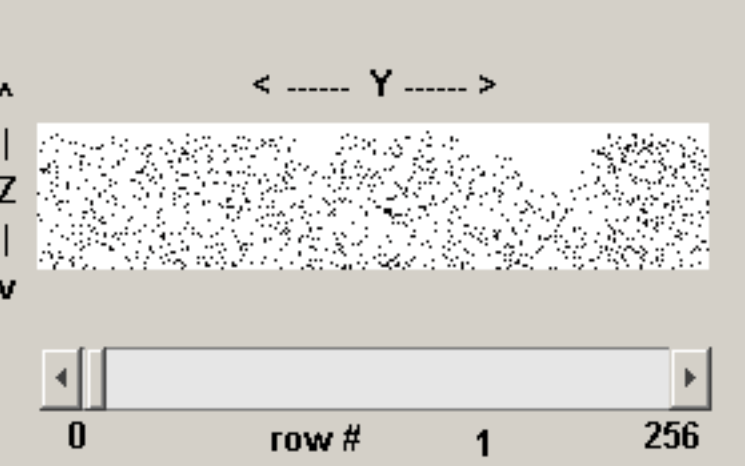 < ------ Y ------ >
^
|
Z
|
v
0 row # 1 256